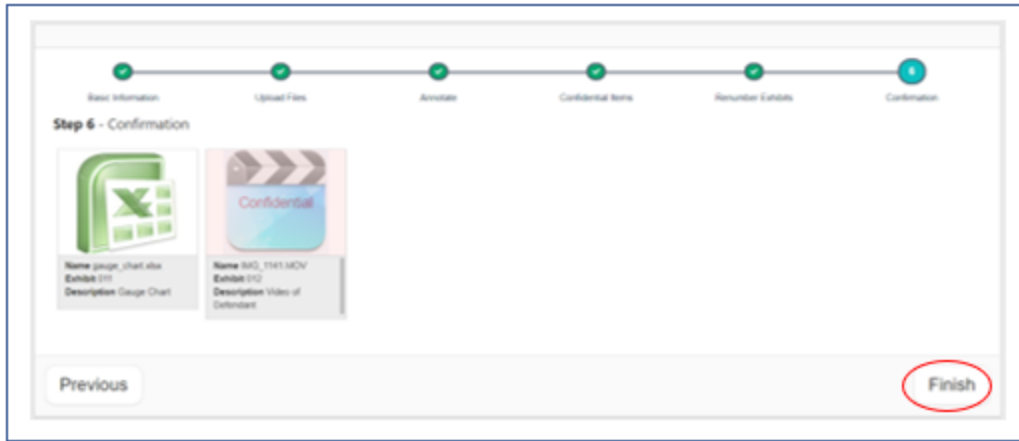 6
Basic Information
Upload Files
Annotate
Confidential Items
Renumber Exhibits
Confirmation
Step 6 - Confirmation
Confidential
Name gauge_chart.xlsx
Exhibit 011
Description Gauge Chart
Name IMG_1141.MOV
Exhibit 012
Description Video of
Defendant
Previous
Finish